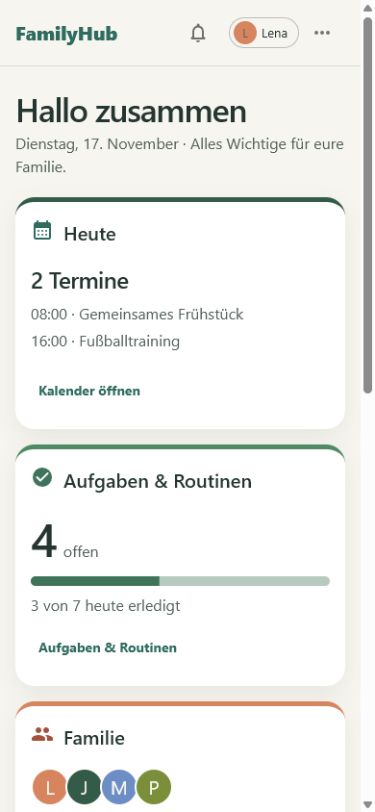 FamilyHub
L Lena
Hallo zusammen
Dienstag, 17. November · Alles Wichtige für eure
Familie.
Heute
2 Termine
08:00 · Gemeinsames Frühstück
16:00 · Fußballtraining
Kalender öffnen
Aufgaben & Routinen
4 offen
3 von 7 heute erledigt
Aufgaben & Routinen
Familie
L J M P